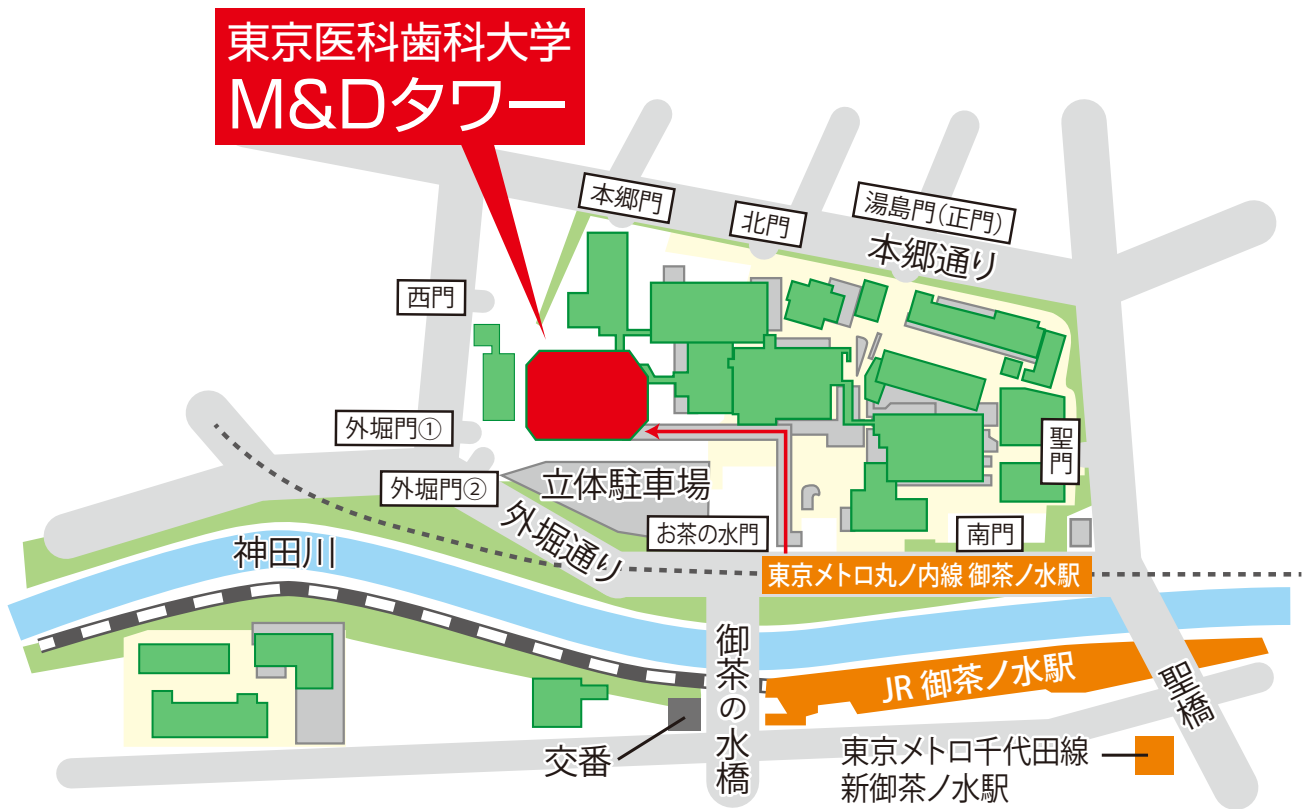 東京医科歯科大学
M&Dタワー
本郷門
北門
湯島門(正門)
本郷通り
西門
外堀門①
聖門
外堀門②
立体駐車場
外堀通り
お茶の水門
南門
神田川
東京メトロ丸ノ内線 御茶ノ水駅
御茶の水橋
JR 御茶ノ水駅
聖橋
交番
東京メトロ千代田線
新御茶ノ水駅